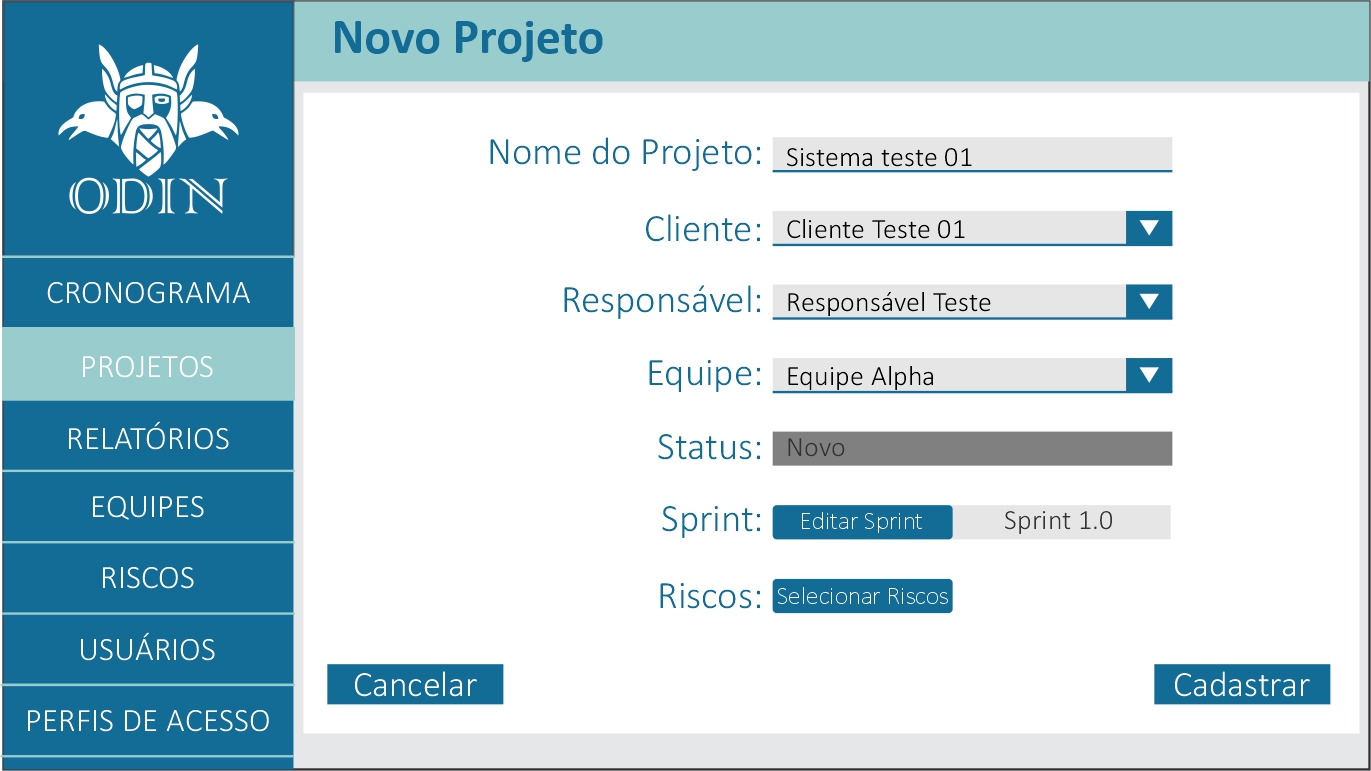 Novo Projeto
ODIN
CRONOGRAMA
PROJETOS
RELATÓRIOS
EQUIPES
RISCOS
USUÁRIOS
PERFIS DE ACESSO
Nome do Projeto: Sistema teste 01
Cliente: Cliente Teste 01
Responsável: Responsável Teste
Equipe: Equipe Alpha
Status: Novo
Sprint: Editar Sprint Sprint 1.0
Riscos: Selecionar Riscos
Cancelar Cadastrar